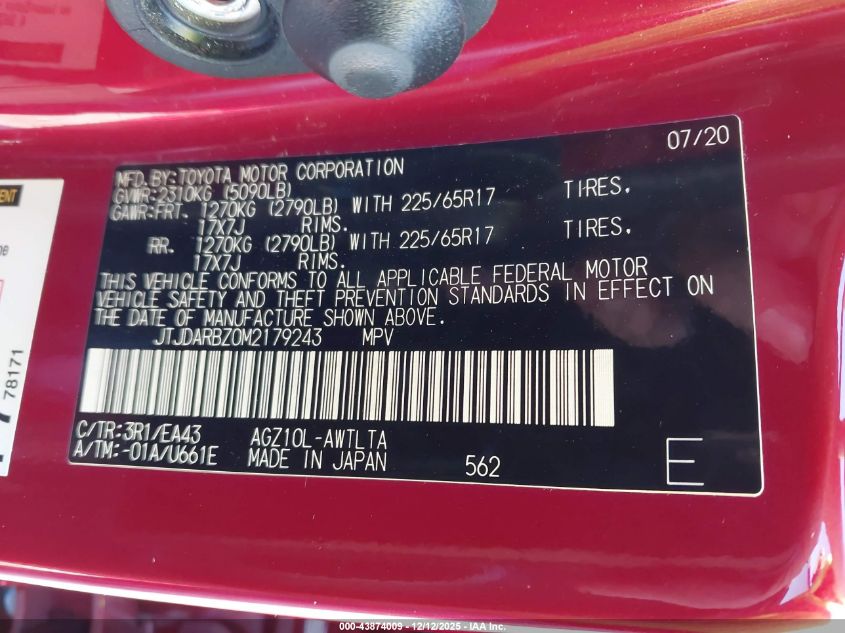 07/20
MFD.BY:TOYOTA MOTOR CORPORATION
GVWR:2310KG (5090LB)
GAWR:FRT. 1270KG (2790LB) WITH 225/65R17 TIRES.
17X7J RIMS.
RR. 1270KG (2790LB) WITH 225/65R17 TIRES.
17X7J RIMS.
THIS VEHICLE CONFORMS TO ALL APPLICABLE FEDERAL MOTOR
VEHICLE SAFETY AND THEFT PREVENTION STANDARDS IN EFFECT ON
THE DATE OF MANUFACTURE SHOWN ABOVE.
JTJDARBZ0M2179243 MPV
C/TR:3R1/EA43 AGZ10L-AWTLTA
A/TM:-01A/U661E MADE IN JAPAN 562 E
78171
000-43874009 - 12/12/2025 - IAA Inc.